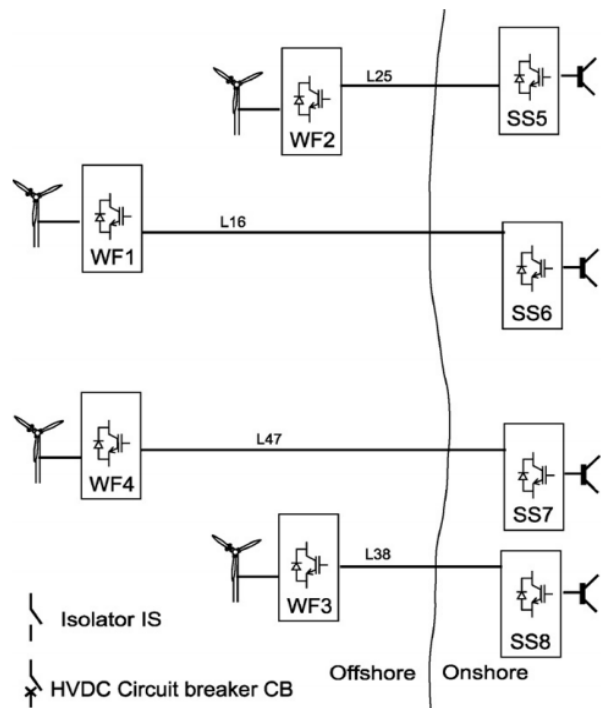 L25
SS5
WF2
L16
WF1
SS6
L47
WF4
SS7
L38
WF3
SS8
Isolator IS
Offshore
Onshore
HVDC Circuit breaker CB